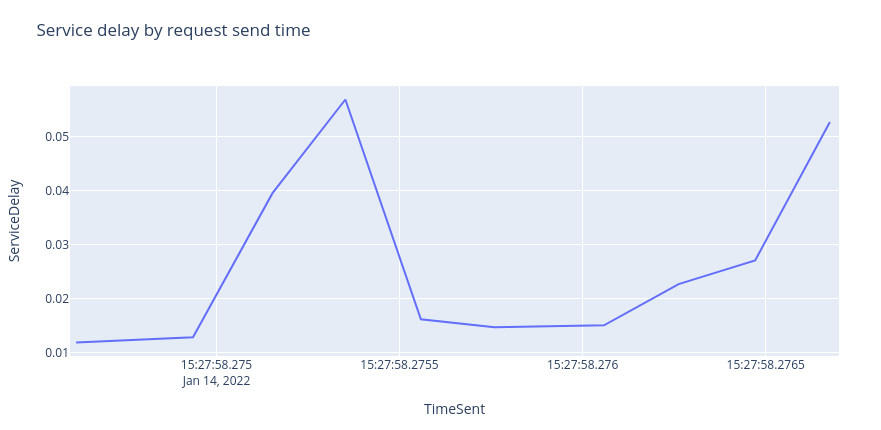 Service delay by request send time
ServiceDelay
0.05
0.04
0.03
0.02
0.01
15:27:58.275
Jan 14, 2022
15:27:58.2755
15:27:58.276
15:27:58.2765
TimeSent